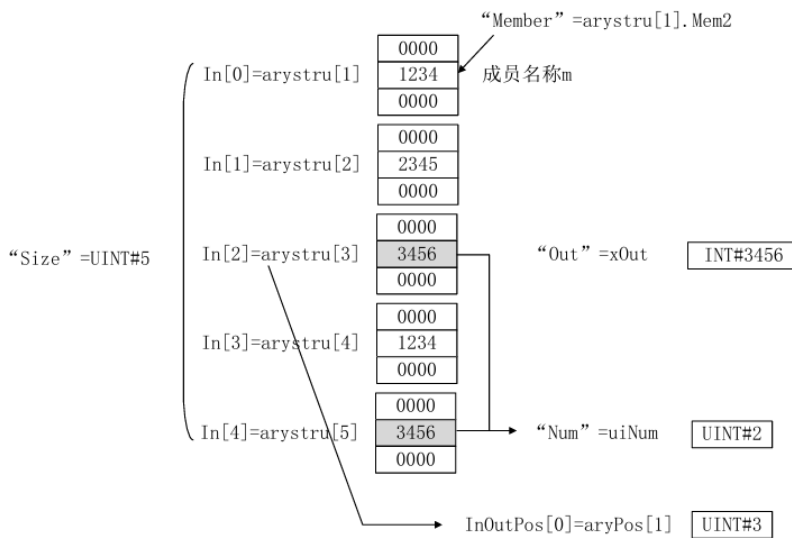 “Member”=arystru[1].Mem2
0000
In[0]=arystru[1] 1234 成员名称m
0000
0000
In[1]=arystru[2] 2345
0000
0000
“Size”=UINT#5 In[2]=arystru[3] 3456 “Out”=xOut INT#3456
0000
0000
In[3]=arystru[4] 1234
0000
0000
In[4]=arystru[5] 3456 “Num”=uiNum UINT#2
0000
InOutPos[0]=aryPos[1] UINT#3